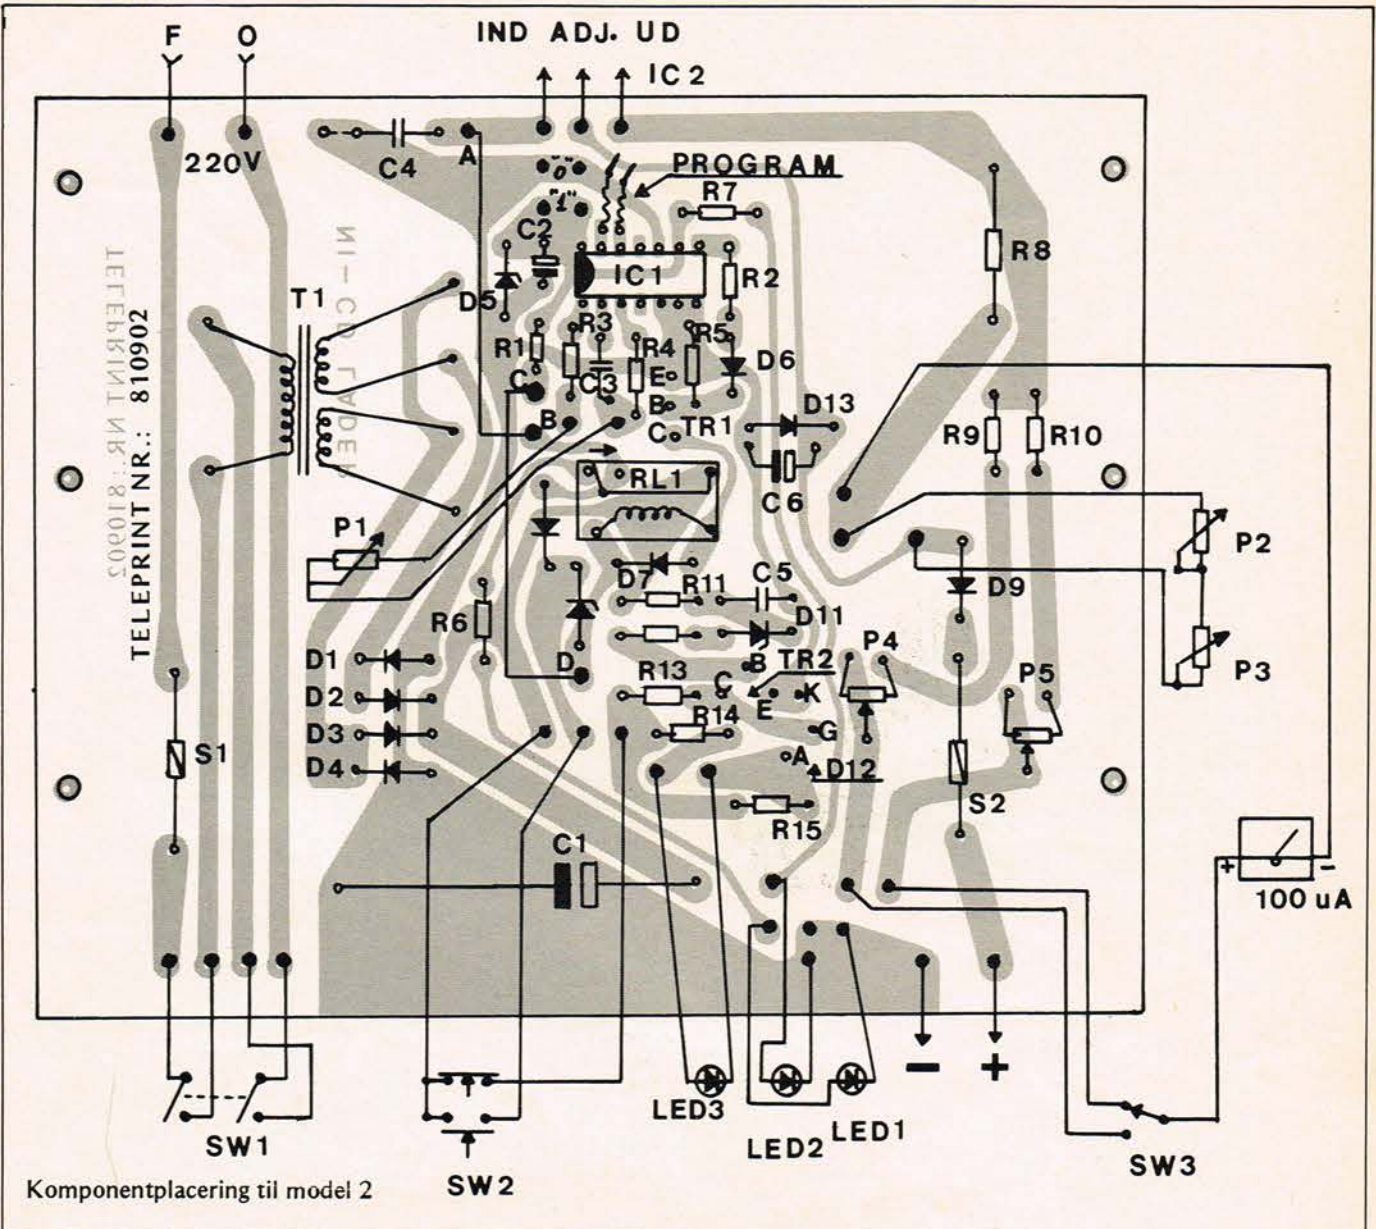 F O IND ADJ. UD
IC2
220V C4 A "0" PROGRAM
"1" R7
C2
IC1 R2 R8
T1 D5
R3
R1 R4 R5 D6
C C3 E
B B D13
C TR1 R9 R10
RL1 C6
P1 P2
D7 R11 C5 D9
R6 D11
D1 D B TR2 P4 P3
D2 R13 C E K P5
D3 R14 G
S1 D4 A D12 S2
R15
C1
+ -
100 uA
- +
LED3 LED2 LED1
SW1 SW2 SW3
TELEPRINT NR.: 810902
TELEPRINT NR.: 810902
NI-CD LADER
Komponentplacering til model 2